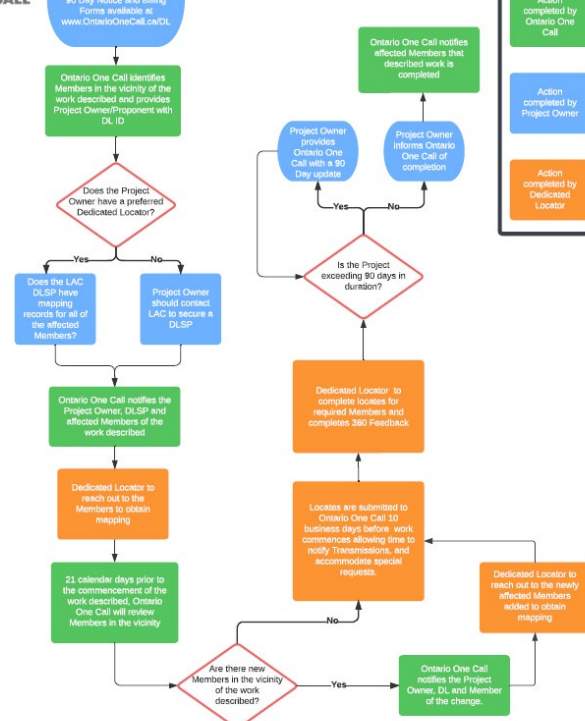 90 Day Notice and Billing
Forms available at
www.OntarioOneCall.ca/DL
Ontario One Call identifies
Members in the vicinity of the
work described and provides
Project Owner/Proponent with
DL ID
Does the Project
Owner have a preferred
Dedicated Locator?
Yes
No
Does the LAC
DLSP have
mapping
records for all of
the affected
Members?
Project Owner
should contact
LAC to secure a
DLSP
Ontario One Call notifies the
Project Owner, DLSP and
affected Members of the
work described
Dedicated Locator to
reach out to the
Members to obtain
mapping
21 calendar days prior to
the commencement of the
work described, Ontario
One Call will review
Members in the vicinity
Are there new
Members in the vicinity
of the work
described?
No
Yes
Ontario One Call
notifies the Project
Owner, DL and Member
of the change.
Dedicated Locator to
reach out to the newly
affected Members
added to obtain
mapping
Locates are submitted to
Ontario One Call 10
business days before work
commences allowing time to
notify Transmissions, and
accommodate special
requests.
Dedicated Locator to
complete locates for
required Members and
completes 360 Feedback
Is the Project
exceeding 90 days in
duration?
Yes
No
Project Owner
provides
Ontario One
Call with a 90
Day update
Project Owner
informs Ontario
One Call of
completion
Ontario One Call notifies
affected Members that
described work is
completed
Action
completed by
Ontario One
Call
Action
completed by
Project Owner
Action
completed by
Dedicated
Locator